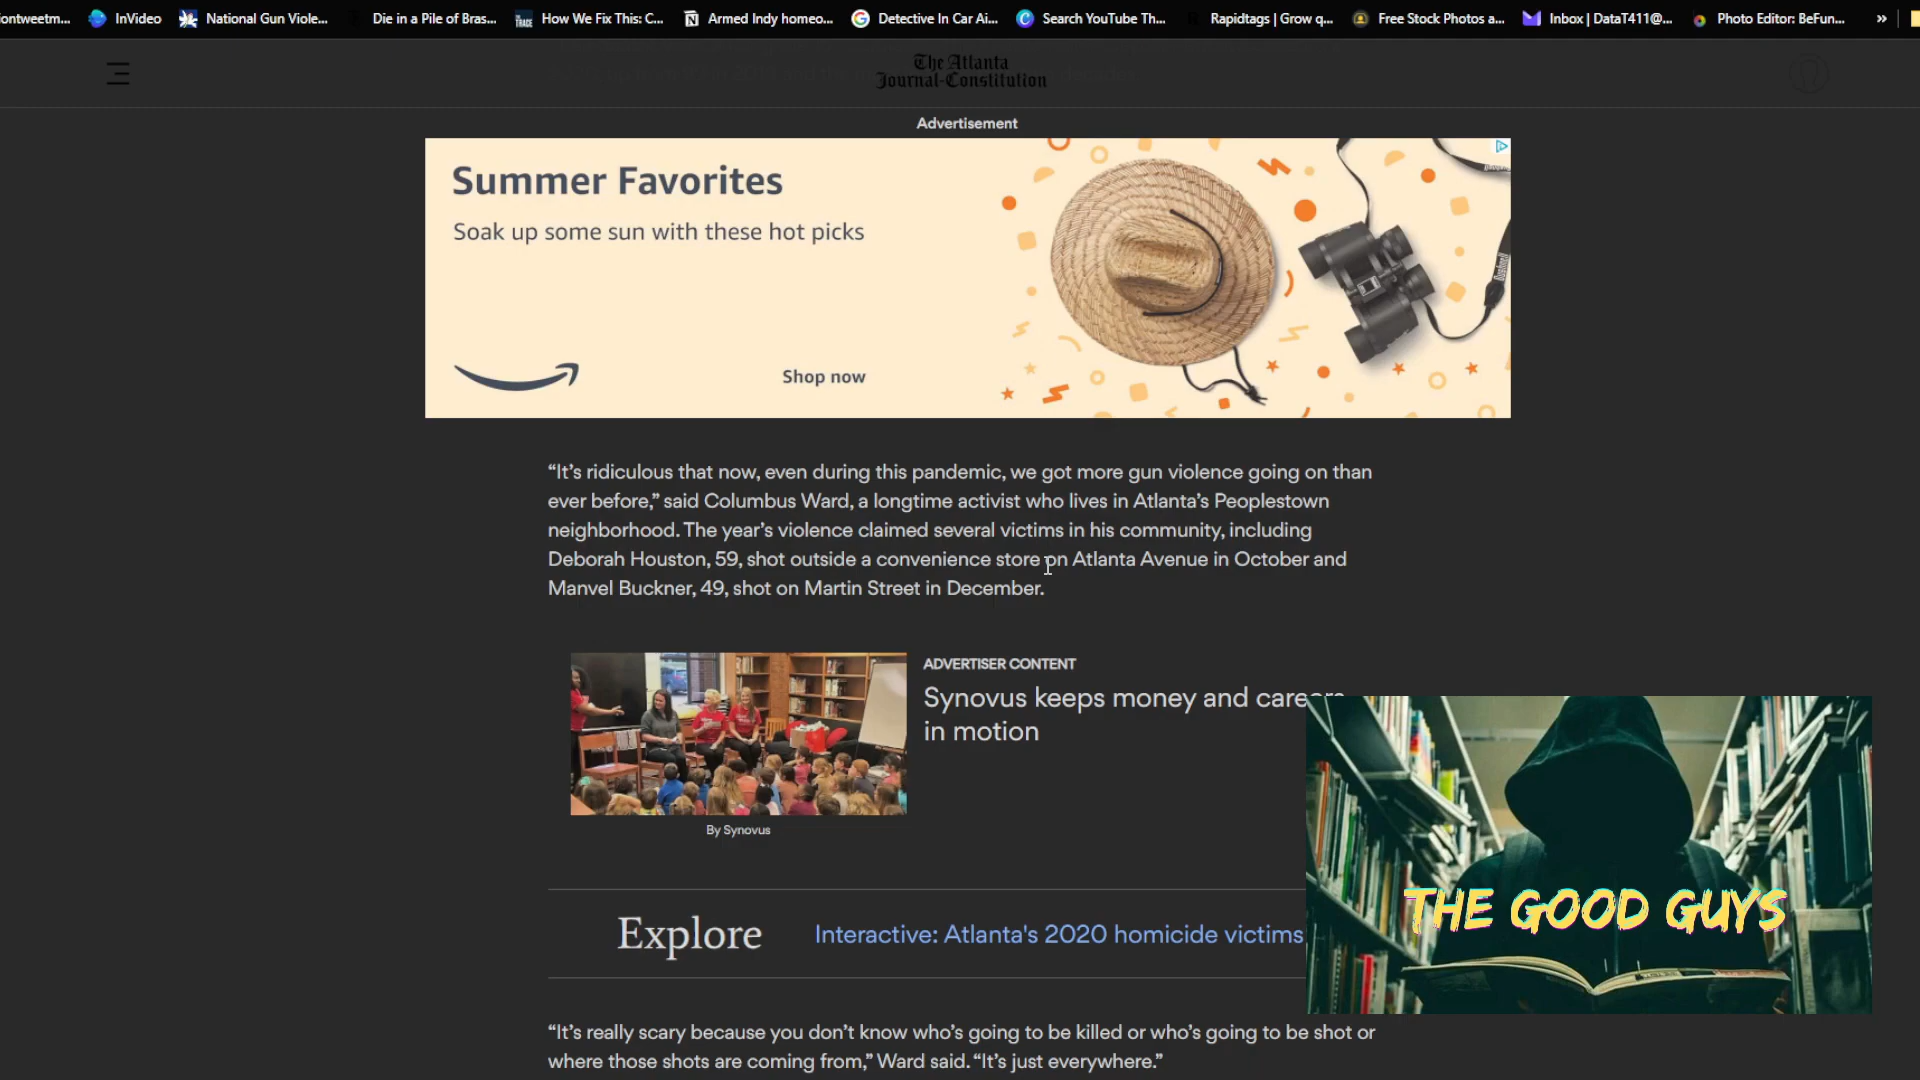 iontweetm...
InVideo
National Gun Viole...
Die in a Pile of Bras...
THE TRACE
How We Fix This: C...
Armed Indy homeo...
Detective In Car Ai...
Search YouTube Th...
Rapidtags | Grow q...
Free Stock Photos a...
Inbox | DataT411@...
Photo Editor: BeFun...
»
The Atlanta
Journal-Constitution
Advertisement
Summer Favorites
Soak up some sun with these hot picks
Shop now
Bushnell
“It’s ridiculous that now, even during this pandemic, we got more gun violence going on than
ever before,” said Columbus Ward, a longtime activist who lives in Atlanta’s Peoplestown
neighborhood. The year’s violence claimed several victims in his community, including
Deborah Houston, 59, shot outside a convenience store on Atlanta Avenue in October and
Manvel Buckner, 49, shot on Martin Street in December.
ADVERTISER CONTENT
Synovus keeps money and careers
in motion
By Synovus
Explore
Interactive: Atlanta's 2020 homicide victims
THE GOOD GUYS
“It’s really scary because you don’t know who’s going to be killed or who’s going to be shot or
where those shots are coming from,” Ward said. “It’s just everywhere.”